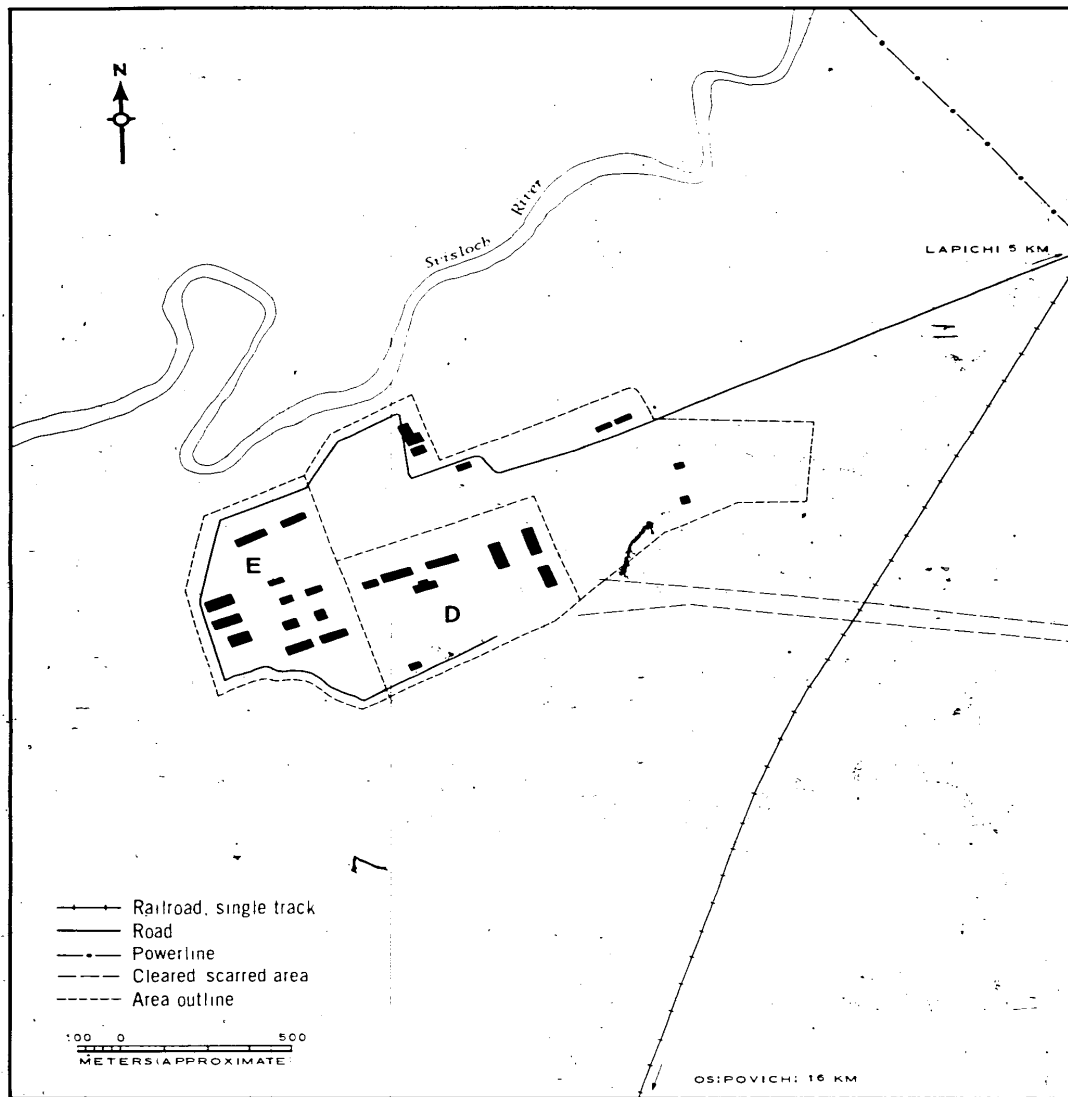 N
Svisloch River
LAPICHI 5 KM
E
D
Railroad, single track
Road
Powerline
Cleared scarred area
Area outline
100 0 500
METERS (APPROXIMATE)
OSIPOVICHI 16 KM